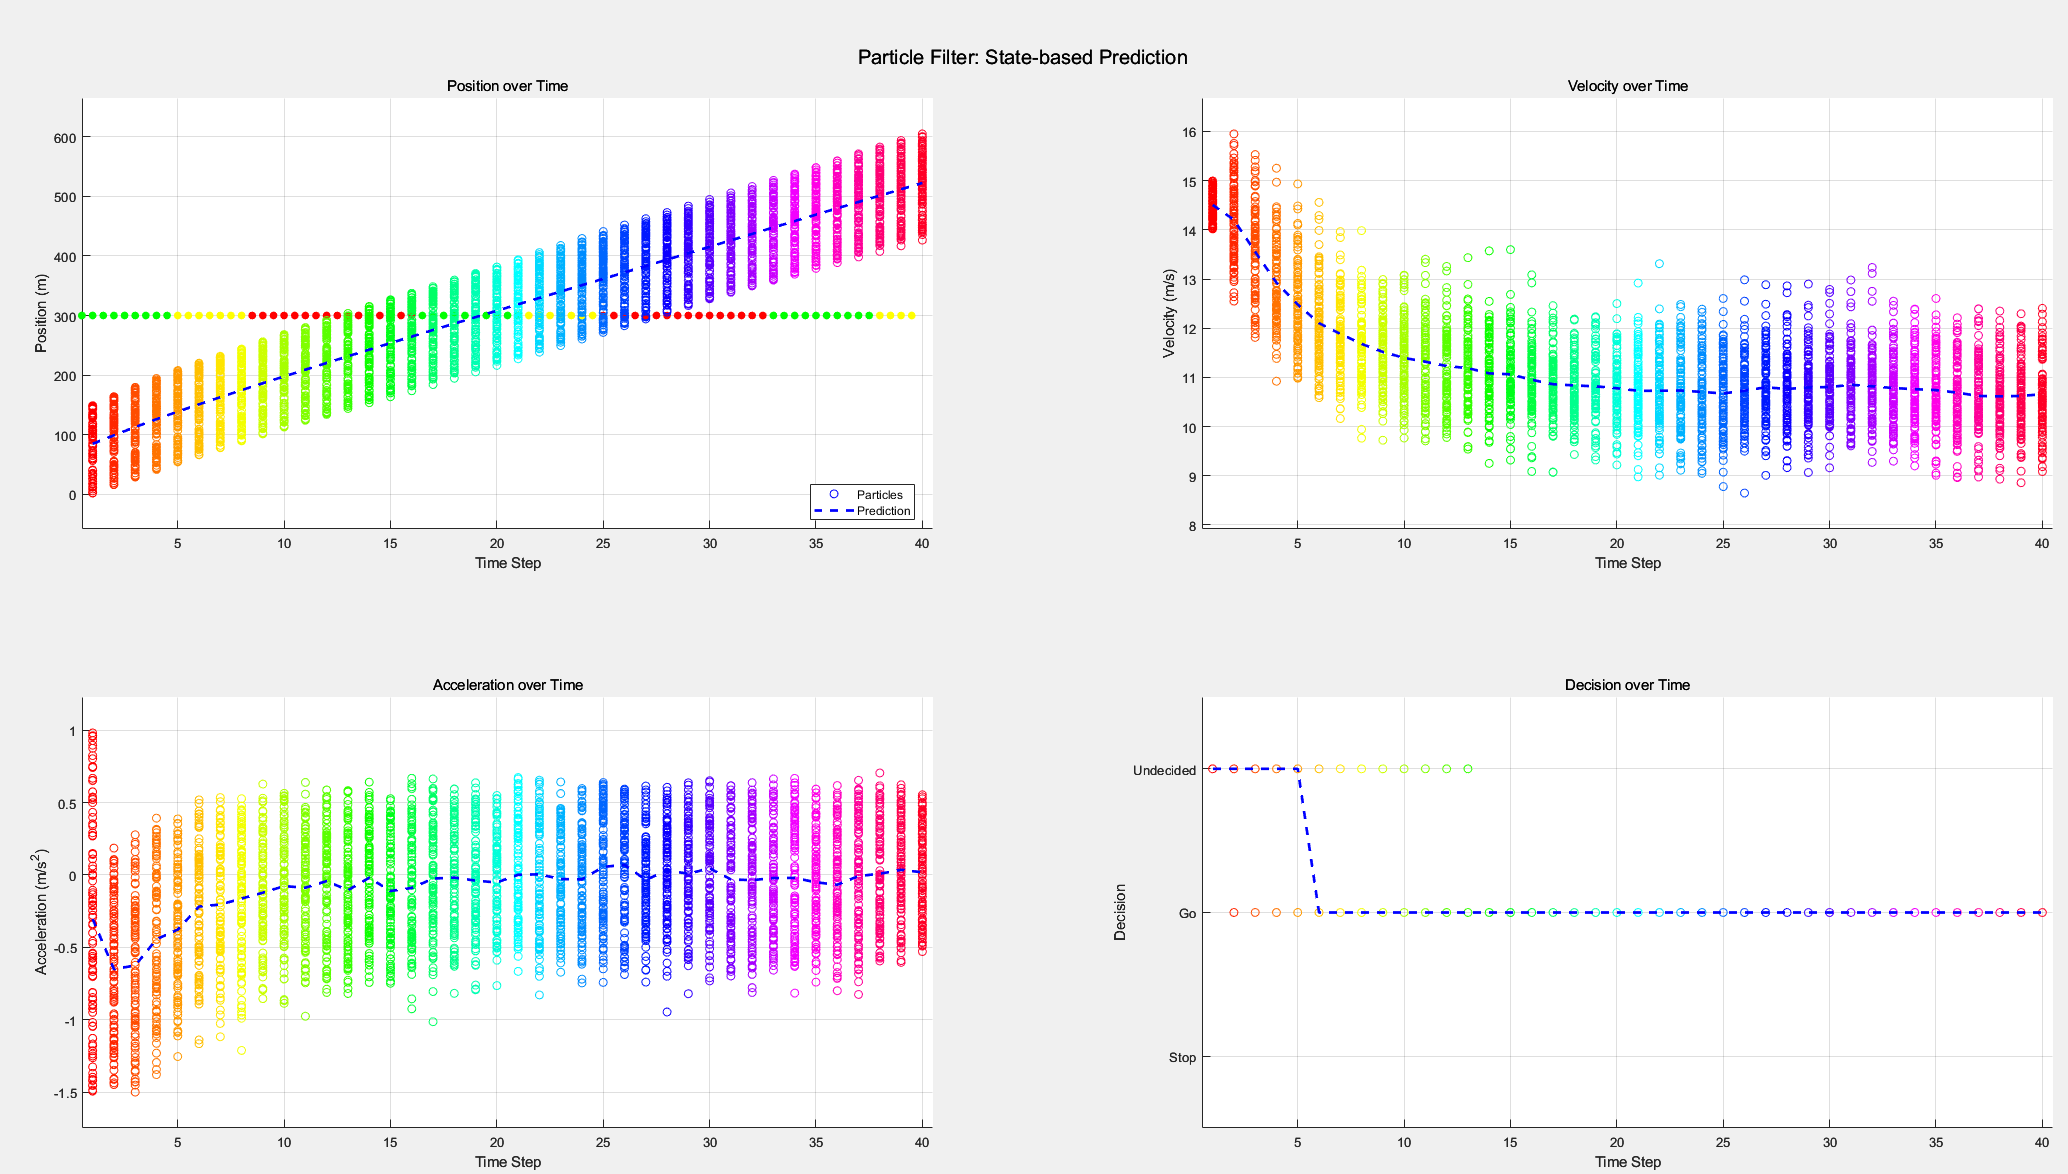 Particle Filter: State-based Prediction
Position over Time
Position (m)
600
500
400
300
200
100
0
5 10 15 20 25 30 35 40
Time Step
Particles
Prediction
Velocity over Time
Velocity (m/s)
16
15
14
13
12
11
10
9
8
5 10 15 20 25 30 35 40
Time Step
Acceleration over Time
Acceleration (m/s²)
1
0.5
0
-0.5
-1
-1.5
5 10 15 20 25 30 35 40
Time Step
Decision over Time
Decision
Undecided
Go
Stop
5 10 15 20 25 30 35 40
Time Step